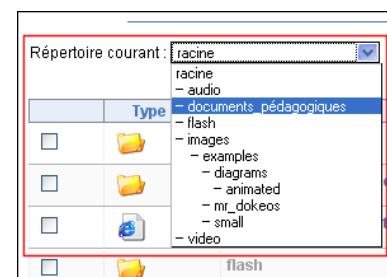 Répertoire courant : racine
racine
– audio
– documents_pédagogiques
– flash
– images
– examples
– diagrams
– animated
– mr_dokeos
– small
– video
Type
flash